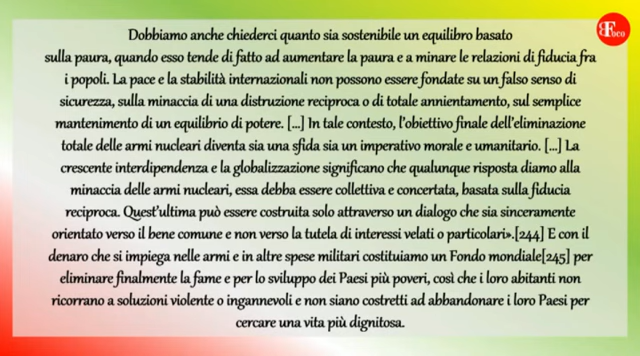 Foco
Dobbiamo anche chiederci quanto sia sostenibile un equilibro basato
sulla paura, quando esso tende di fatto ad aumentare la paura e a minare le relazioni di fiducia fra
i popoli. La pace e la stabilità internazionali non possono essere fondate su un falso senso di
sicurezza, sulla minaccia di una distruzione reciproca o di totale annientamento, sul semplice
mantenimento di un equilibrio di potere. [...] In tale contesto, l'obiettivo finale dell'eliminazione
totale delle armi nucleari diventa sia una sfida sia un imperativo morale e umanitario. [...] La
crescente interdipendenza e la globalizzazione significano che qualunque risposta diamo alla
minaccia delle armi nucleari, essa debba essere collettiva e concertata, basata sulla fiducia
reciproca. Quest'ultima può essere costruita solo attraverso un dialogo che sia sinceramente
orientato verso il bene comune e non verso la tutela di interessi velati o particolari».[244] E con il
denaro che si impiega nelle armi e in altre spese militari costituiamo un Fondo mondiale[245] per
eliminare finalmente la fame e per lo sviluppo dei Paesi più poveri, così che i loro abitanti non
ricorrano a soluzioni violente o ingannevoli e non siano costretti ad abbandonare i loro Paesi per
cercare una vita più dignitosa.